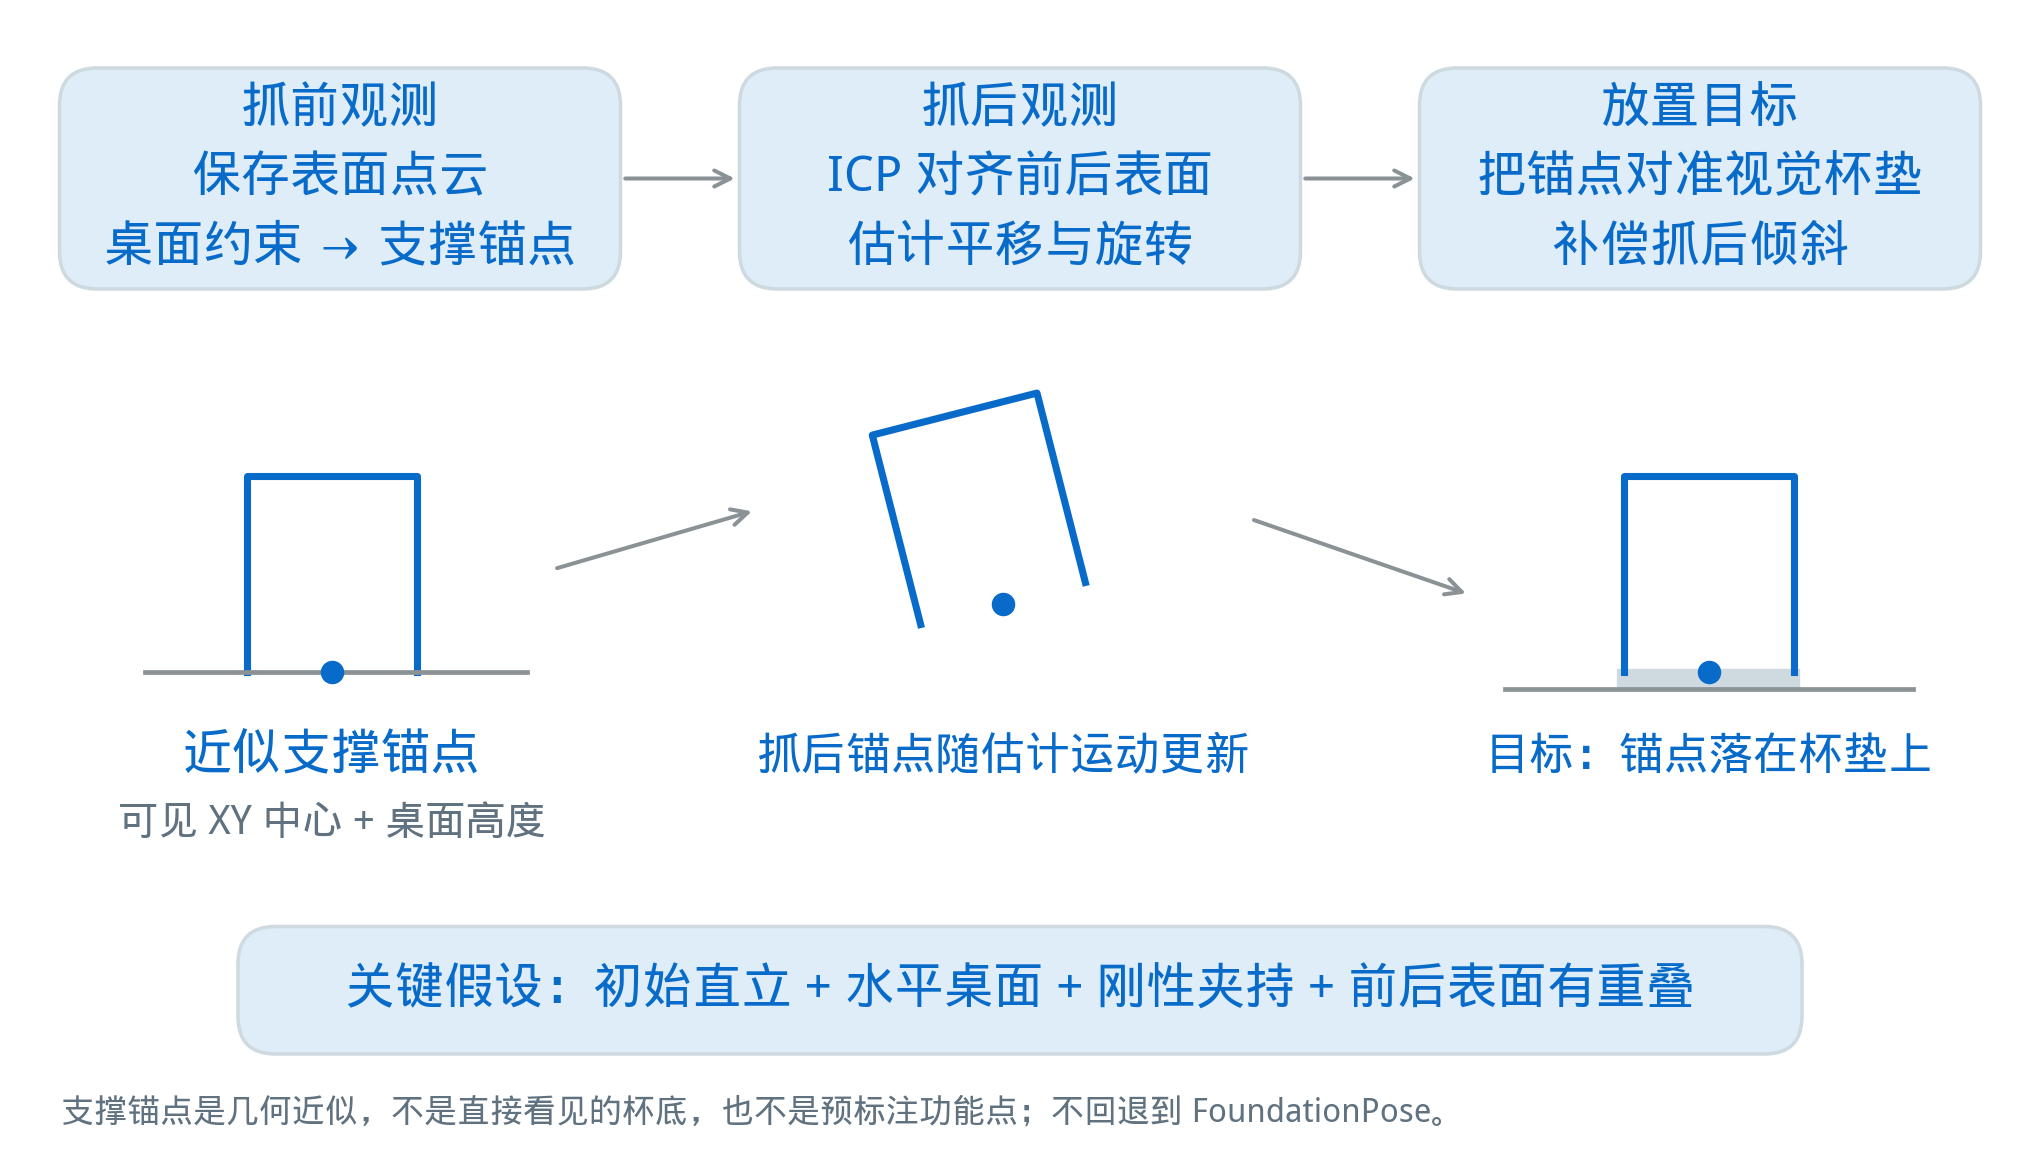 抓前观测
保存表面点云
桌面约束 → 支撑锚点
抓后观测
ICP 对齐前后表面
估计平移与旋转
放置目标
把锚点对准视觉杯垫
补偿抓后倾斜
近似支撑锚点
可见 XY 中心 + 桌面高度
抓后锚点随估计运动更新
目标：锚点落在杯垫上
关键假设：初始直立 + 水平桌面 + 刚性夹持 + 前后表面有重叠
支撑锚点是几何近似，不是直接看见的杯底，也不是预标注功能点；不回退到 FoundationPose。